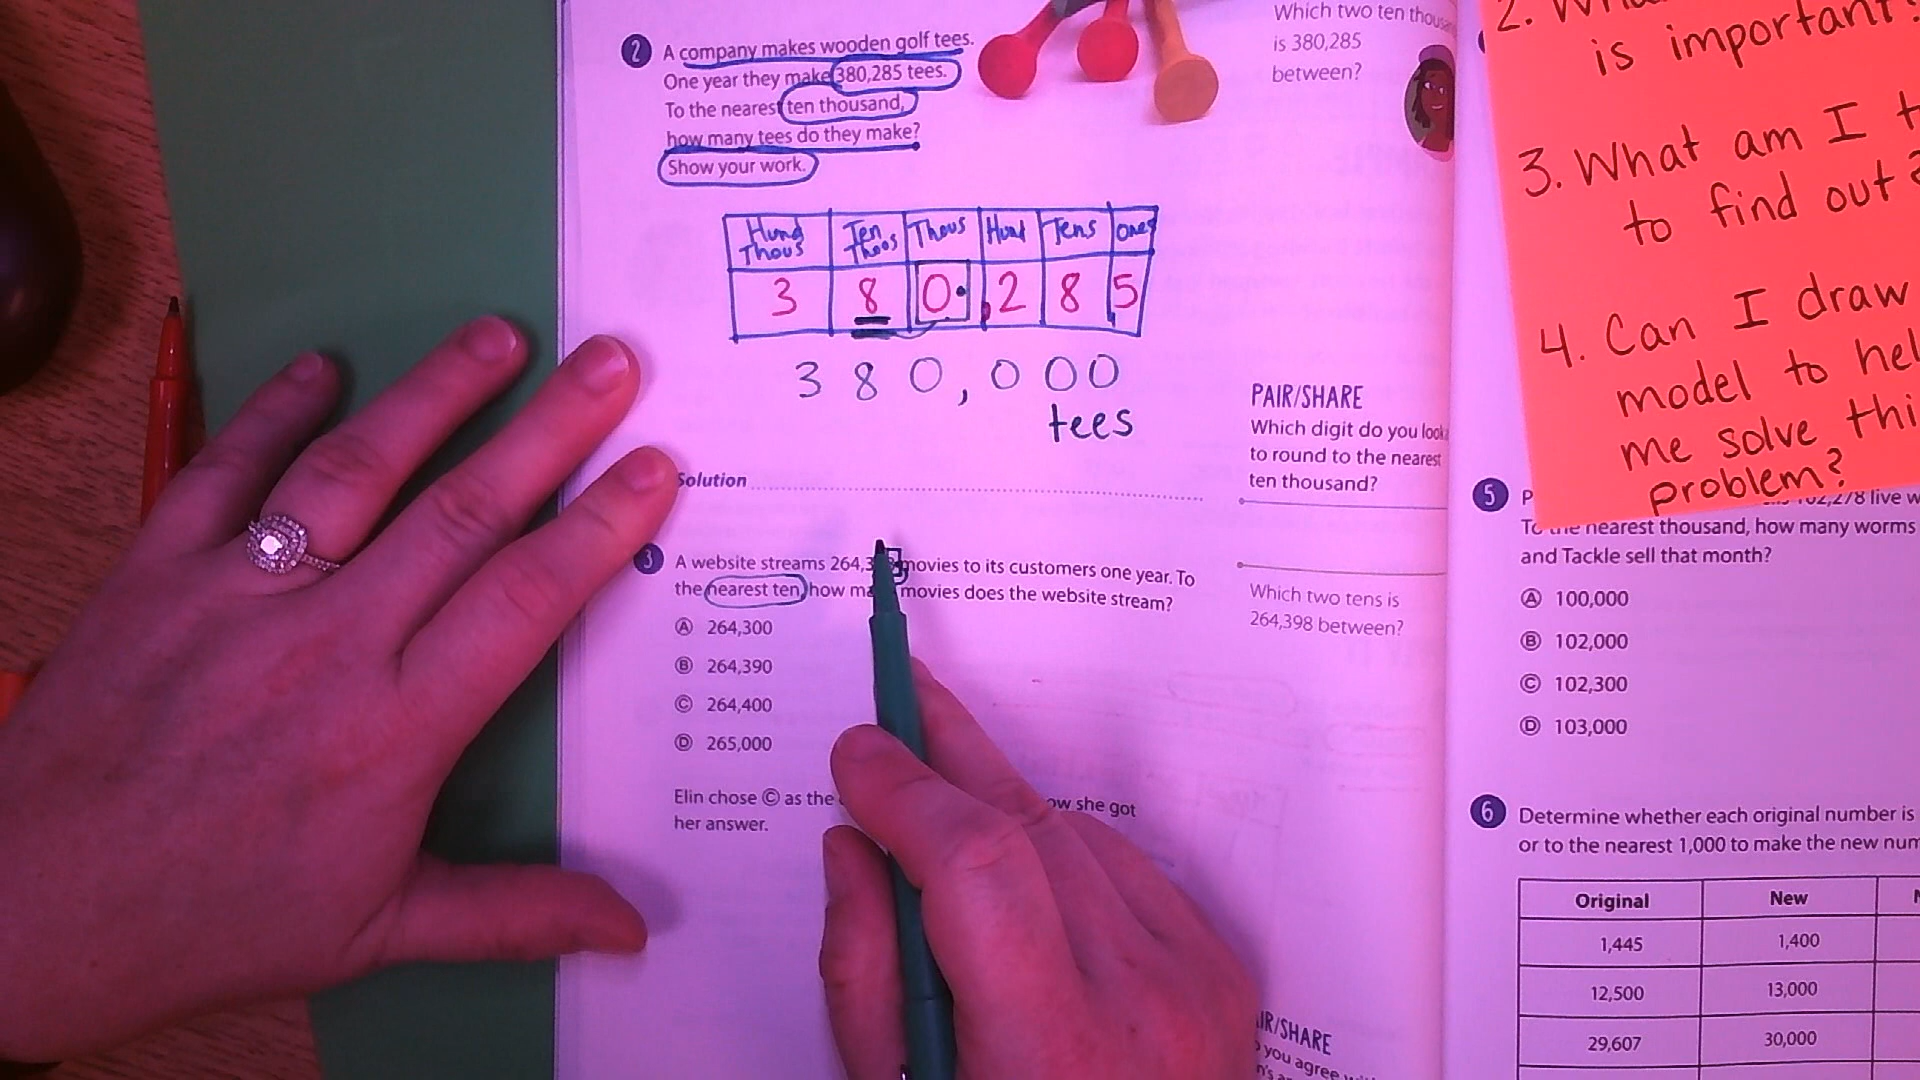 2 A company makes wooden golf tees.
One year they make 380,285 tees.
To the nearest ten thousand,
how many tees do they make?
Show your work.
Hund Thous Ten Thous Thous Hund Tens ones
3 8 0 , 2 8 5
3 8 0 , 0 0 0
tees
Solution
Which two ten
is 380,285
between?
PAIR/SHARE
Which digit do you look
to round to the nearest
ten thousand?
3 A website streams 264,3 movies to its customers one year. To
the nearest ten, how movies does the website stream?
A 264,300
B 264,390
C 264,400
D 265,000
Elin chose C as the she got
her answer.
Which two tens is
264,398 between?
PAIR/SHARE
you agree
2.
is important?
3. What am I
to find out?
4. Can I draw
model to
me solve
problem?
5
live
To the nearest thousand, how many worms
and Tackle sell that month?
A 100,000
B 102,000
C 102,300
D 103,000
6 Determine whether each original number is
or to the nearest 1,000 to make the new
Original New
1,445 1,400
12,500 13,000
29,607 30,000